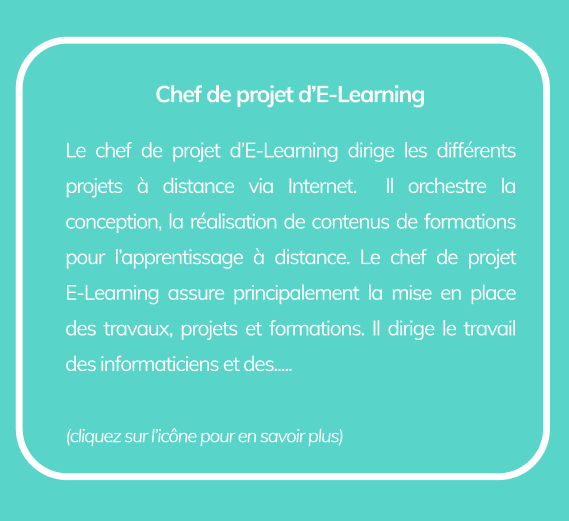 Chef de projet d’E-Learning
Le chef de projet d’E-Learning dirige les différents
projets à distance via Internet.  Il orchestre la
conception, la réalisation de contenus de formations
pour l’apprentissage à distance. Le chef de projet
E-Learning assure principalement la mise en place
des travaux, projets et formations. Il dirige le travail
des informaticiens et des.....
(cliquez sur l’icône pour en savoir plus)